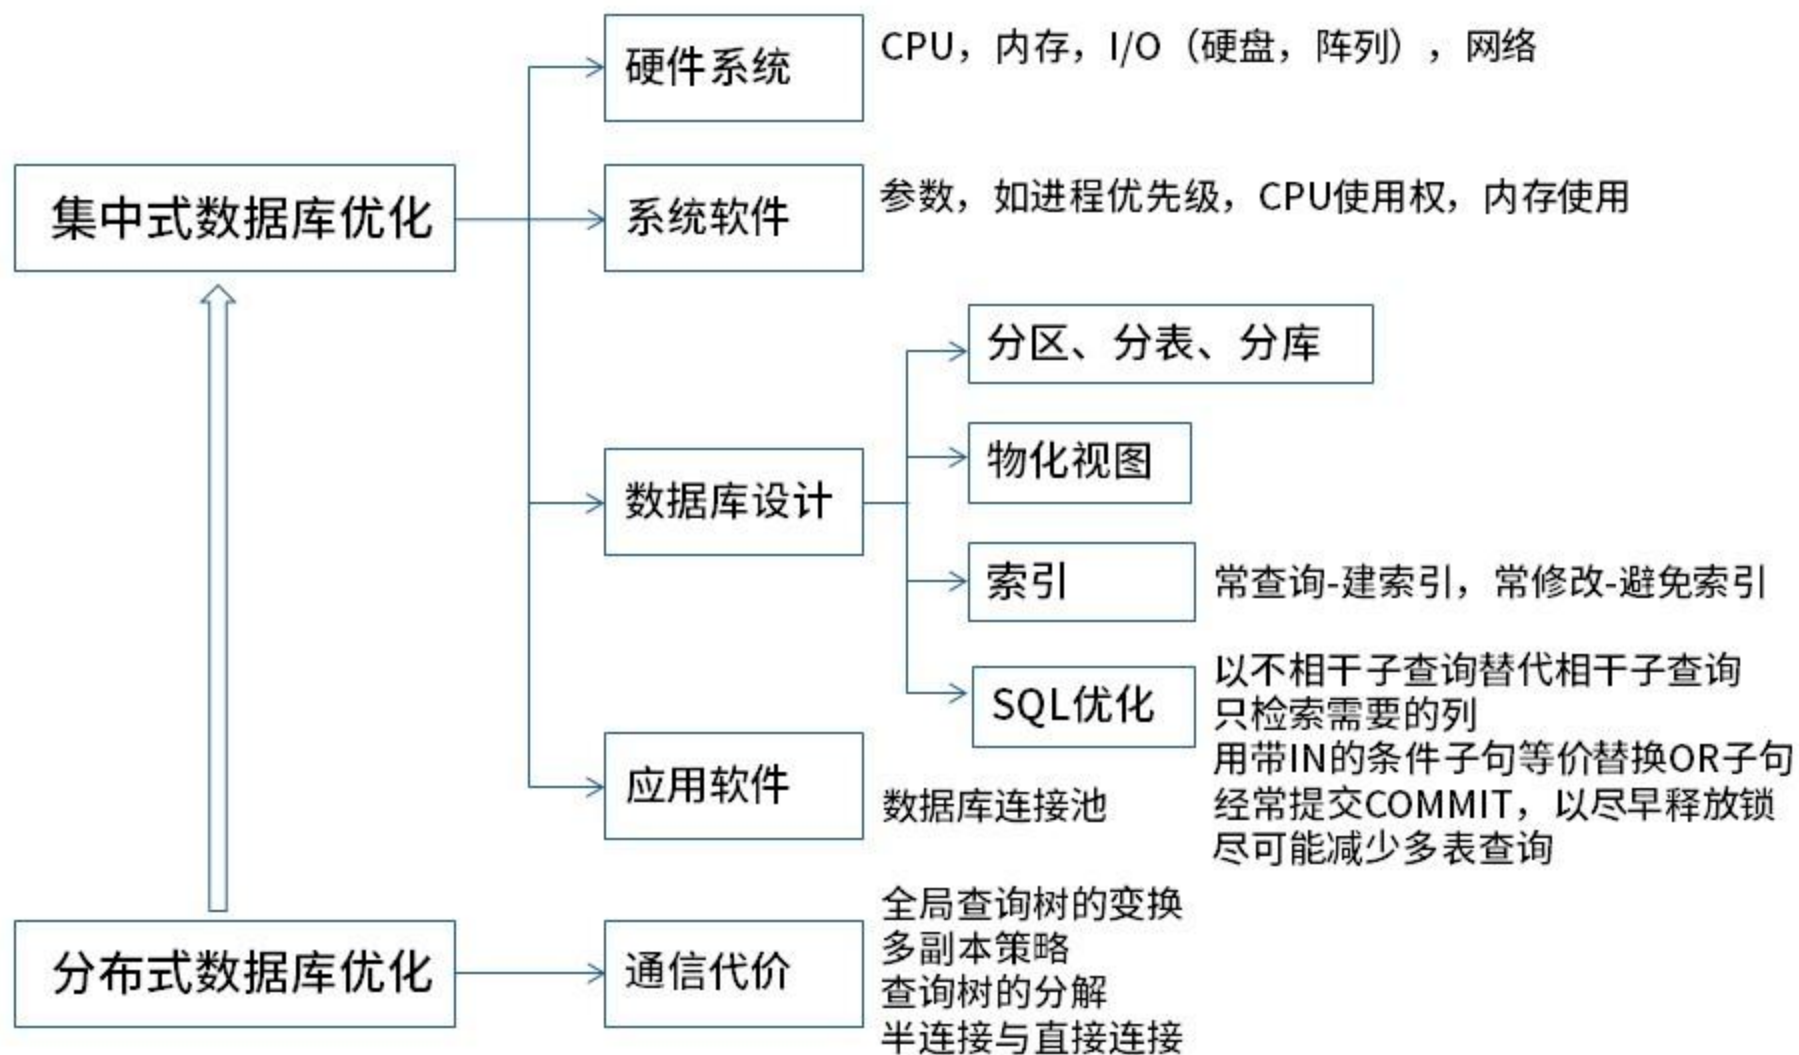 硬件系统
CPU，内存，I/O（硬盘，阵列），网络
集中式数据库优化
系统软件
参数，如进程优先级，CPU使用权，内存使用
分区、分表、分库
物化视图
数据库设计
索引
常查询-建索引，常修改-避免索引
SQL优化
以不相干子查询替代相干子查询
只检索需要的列
用带IN的条件子句等价替换OR子句
经常提交COMMIT，以尽早释放锁
尽可能减少多表查询
应用软件
数据库连接池
分布式数据库优化
通信代价
全局查询树的变换
多副本策略
查询树的分解
半连接与直接连接